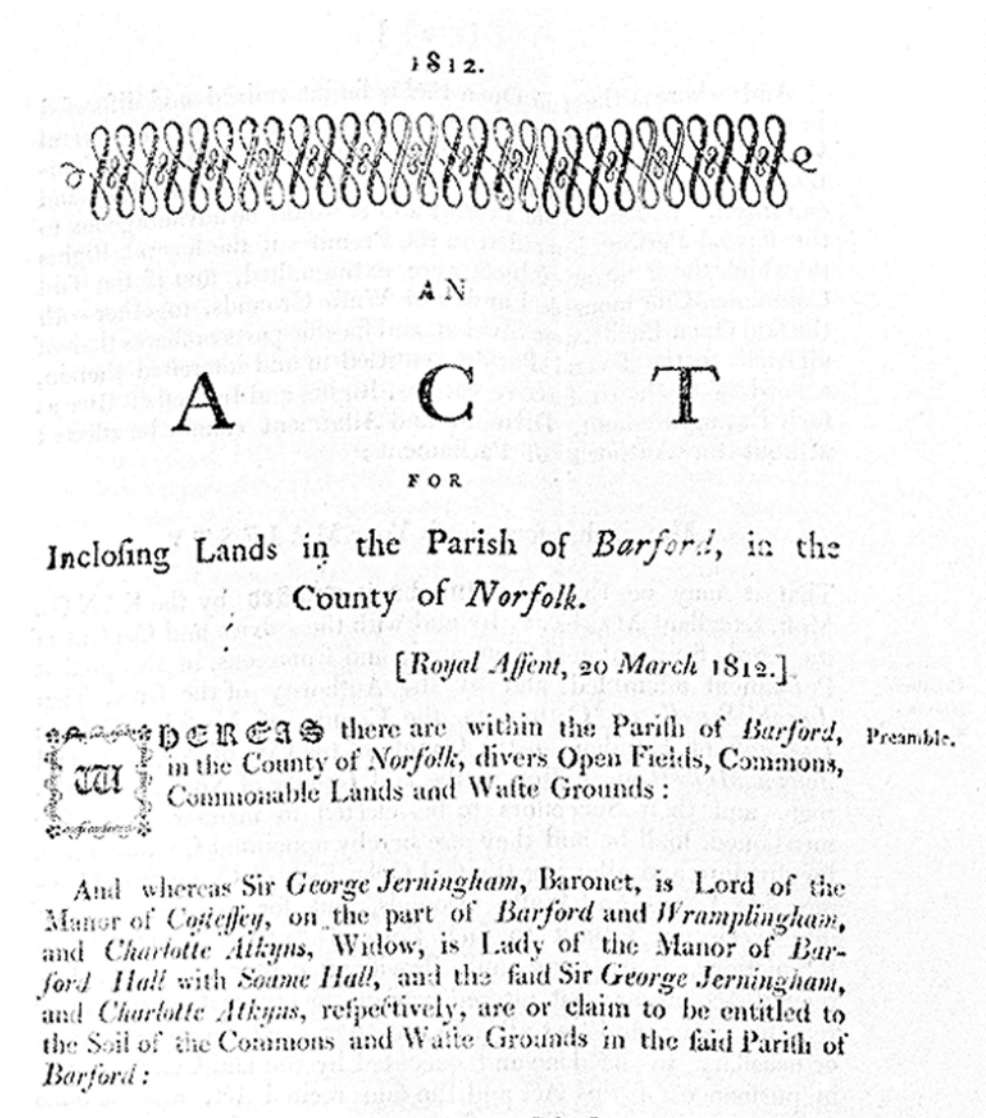 1812.
AN
ACT
FOR
Incloſing Lands in the Pariſh of Barford, in the
County of Norfolk.
[Royal Aſſent, 20 March 1812.]
WHEREAS there are within the Pariſh of Barford,
in the County of Norfolk, divers Open Fields, Commons,
Commonable Lands and Waſte Grounds :
Preamble.
And whereas Sir George Jerningham, Baronet, is Lord of the
Manor of Coſteſſey, on the part of Barford and Wramplingham,
and Charlotte Atkyns, Widow, is Lady of the Manor of Bar-
ford Hall with Soame Hall, and the ſaid Sir George Jerningham,
and Charlotte Atkyns, reſpectively, are or claim to be entitled to
the Soil of the Commons and Waſte Grounds in the ſaid Pariſh of
Barford :